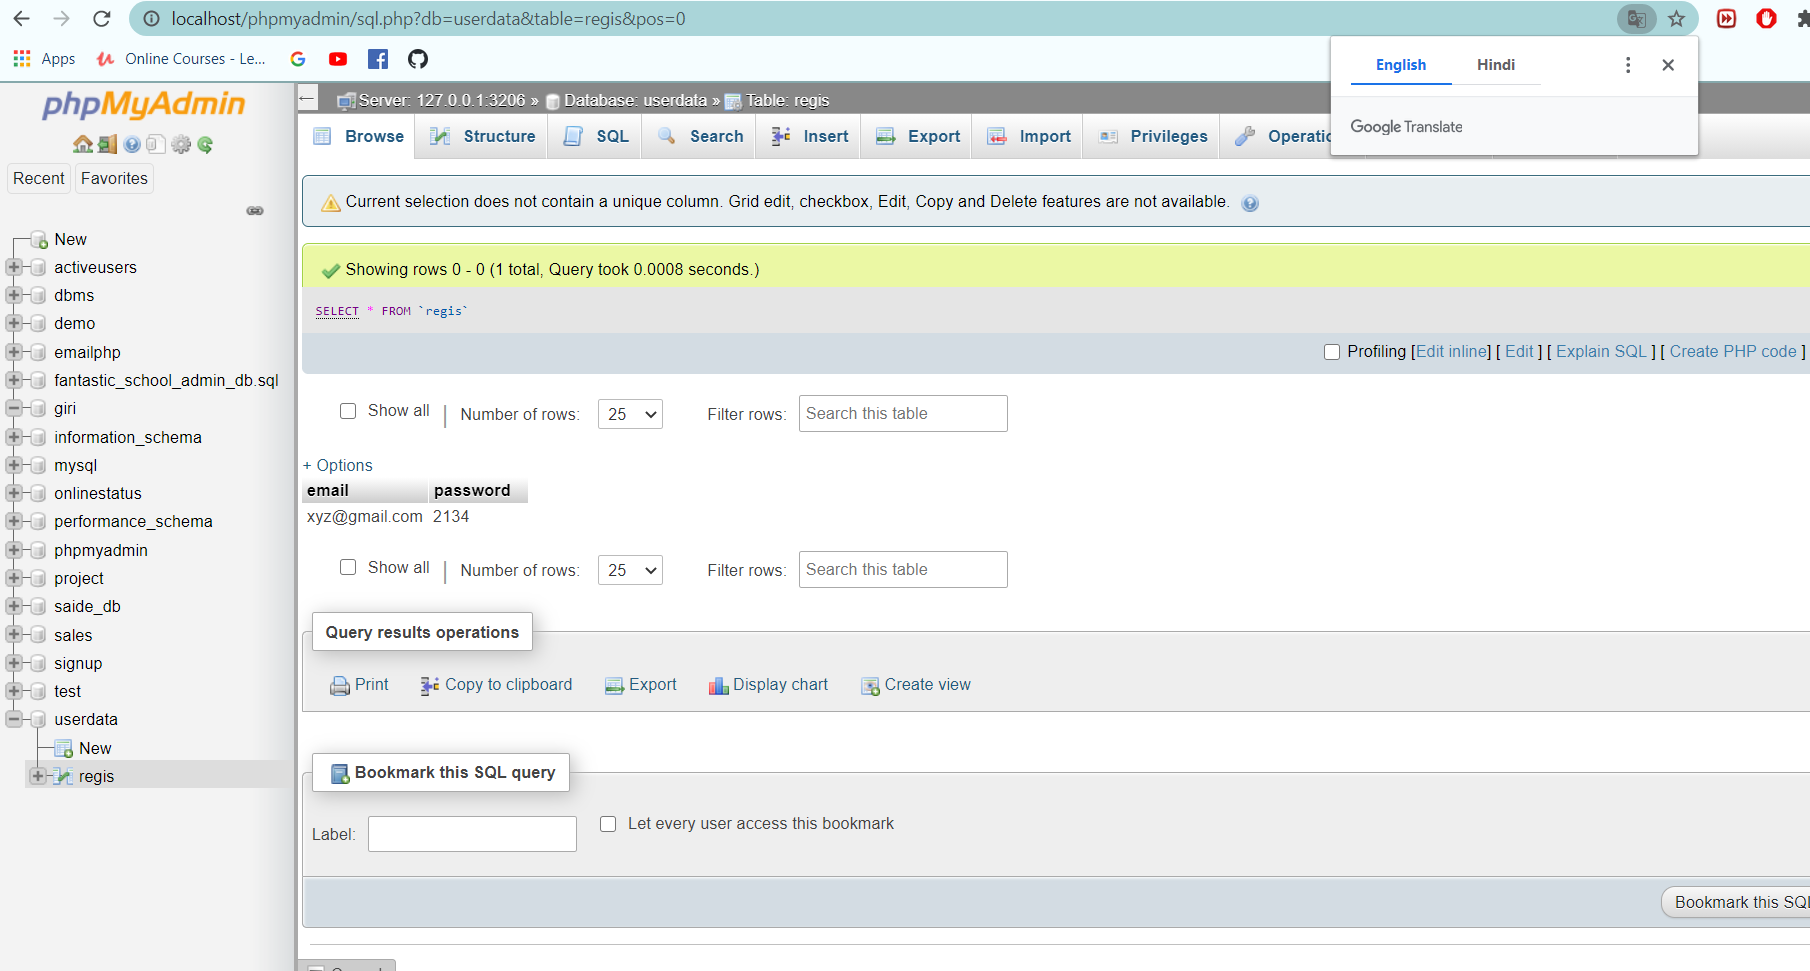 localhost/phpmyadmin/sql.php?db=userdata&table=regis&pos=0
Apps Online Courses - Le...
English Hindi
Google Translate
phpMyAdmin
Recent Favorites
New
activeusers
dbms
demo
emailphp
fantastic_school_admin_db.sql
giri
information_schema
mysql
onlinestatus
performance_schema
phpmyadmin
project
saide_db
sales
signup
test
userdata
New
regis
Server: 127.0.0.1:3206 » Database: userdata » Table: regis
Browse Structure SQL Search Insert Export Import Privileges Operatio
Current selection does not contain a unique column. Grid edit, checkbox, Edit, Copy and Delete features are not available.
Showing rows 0 - 0 (1 total, Query took 0.0008 seconds.)
SELECT * FROM `regis`
Profiling [Edit inline] [ Edit ] [ Explain SQL ] [ Create PHP code ]
Show all | Number of rows: 25 Filter rows: Search this table
+ Options
email password
xyz@gmail.com 2134
Show all | Number of rows: 25 Filter rows: Search this table
Query results operations
Print Copy to clipboard Export Display chart Create view
Bookmark this SQL query
Label: Let every user access this bookmark
Bookmark this SQL